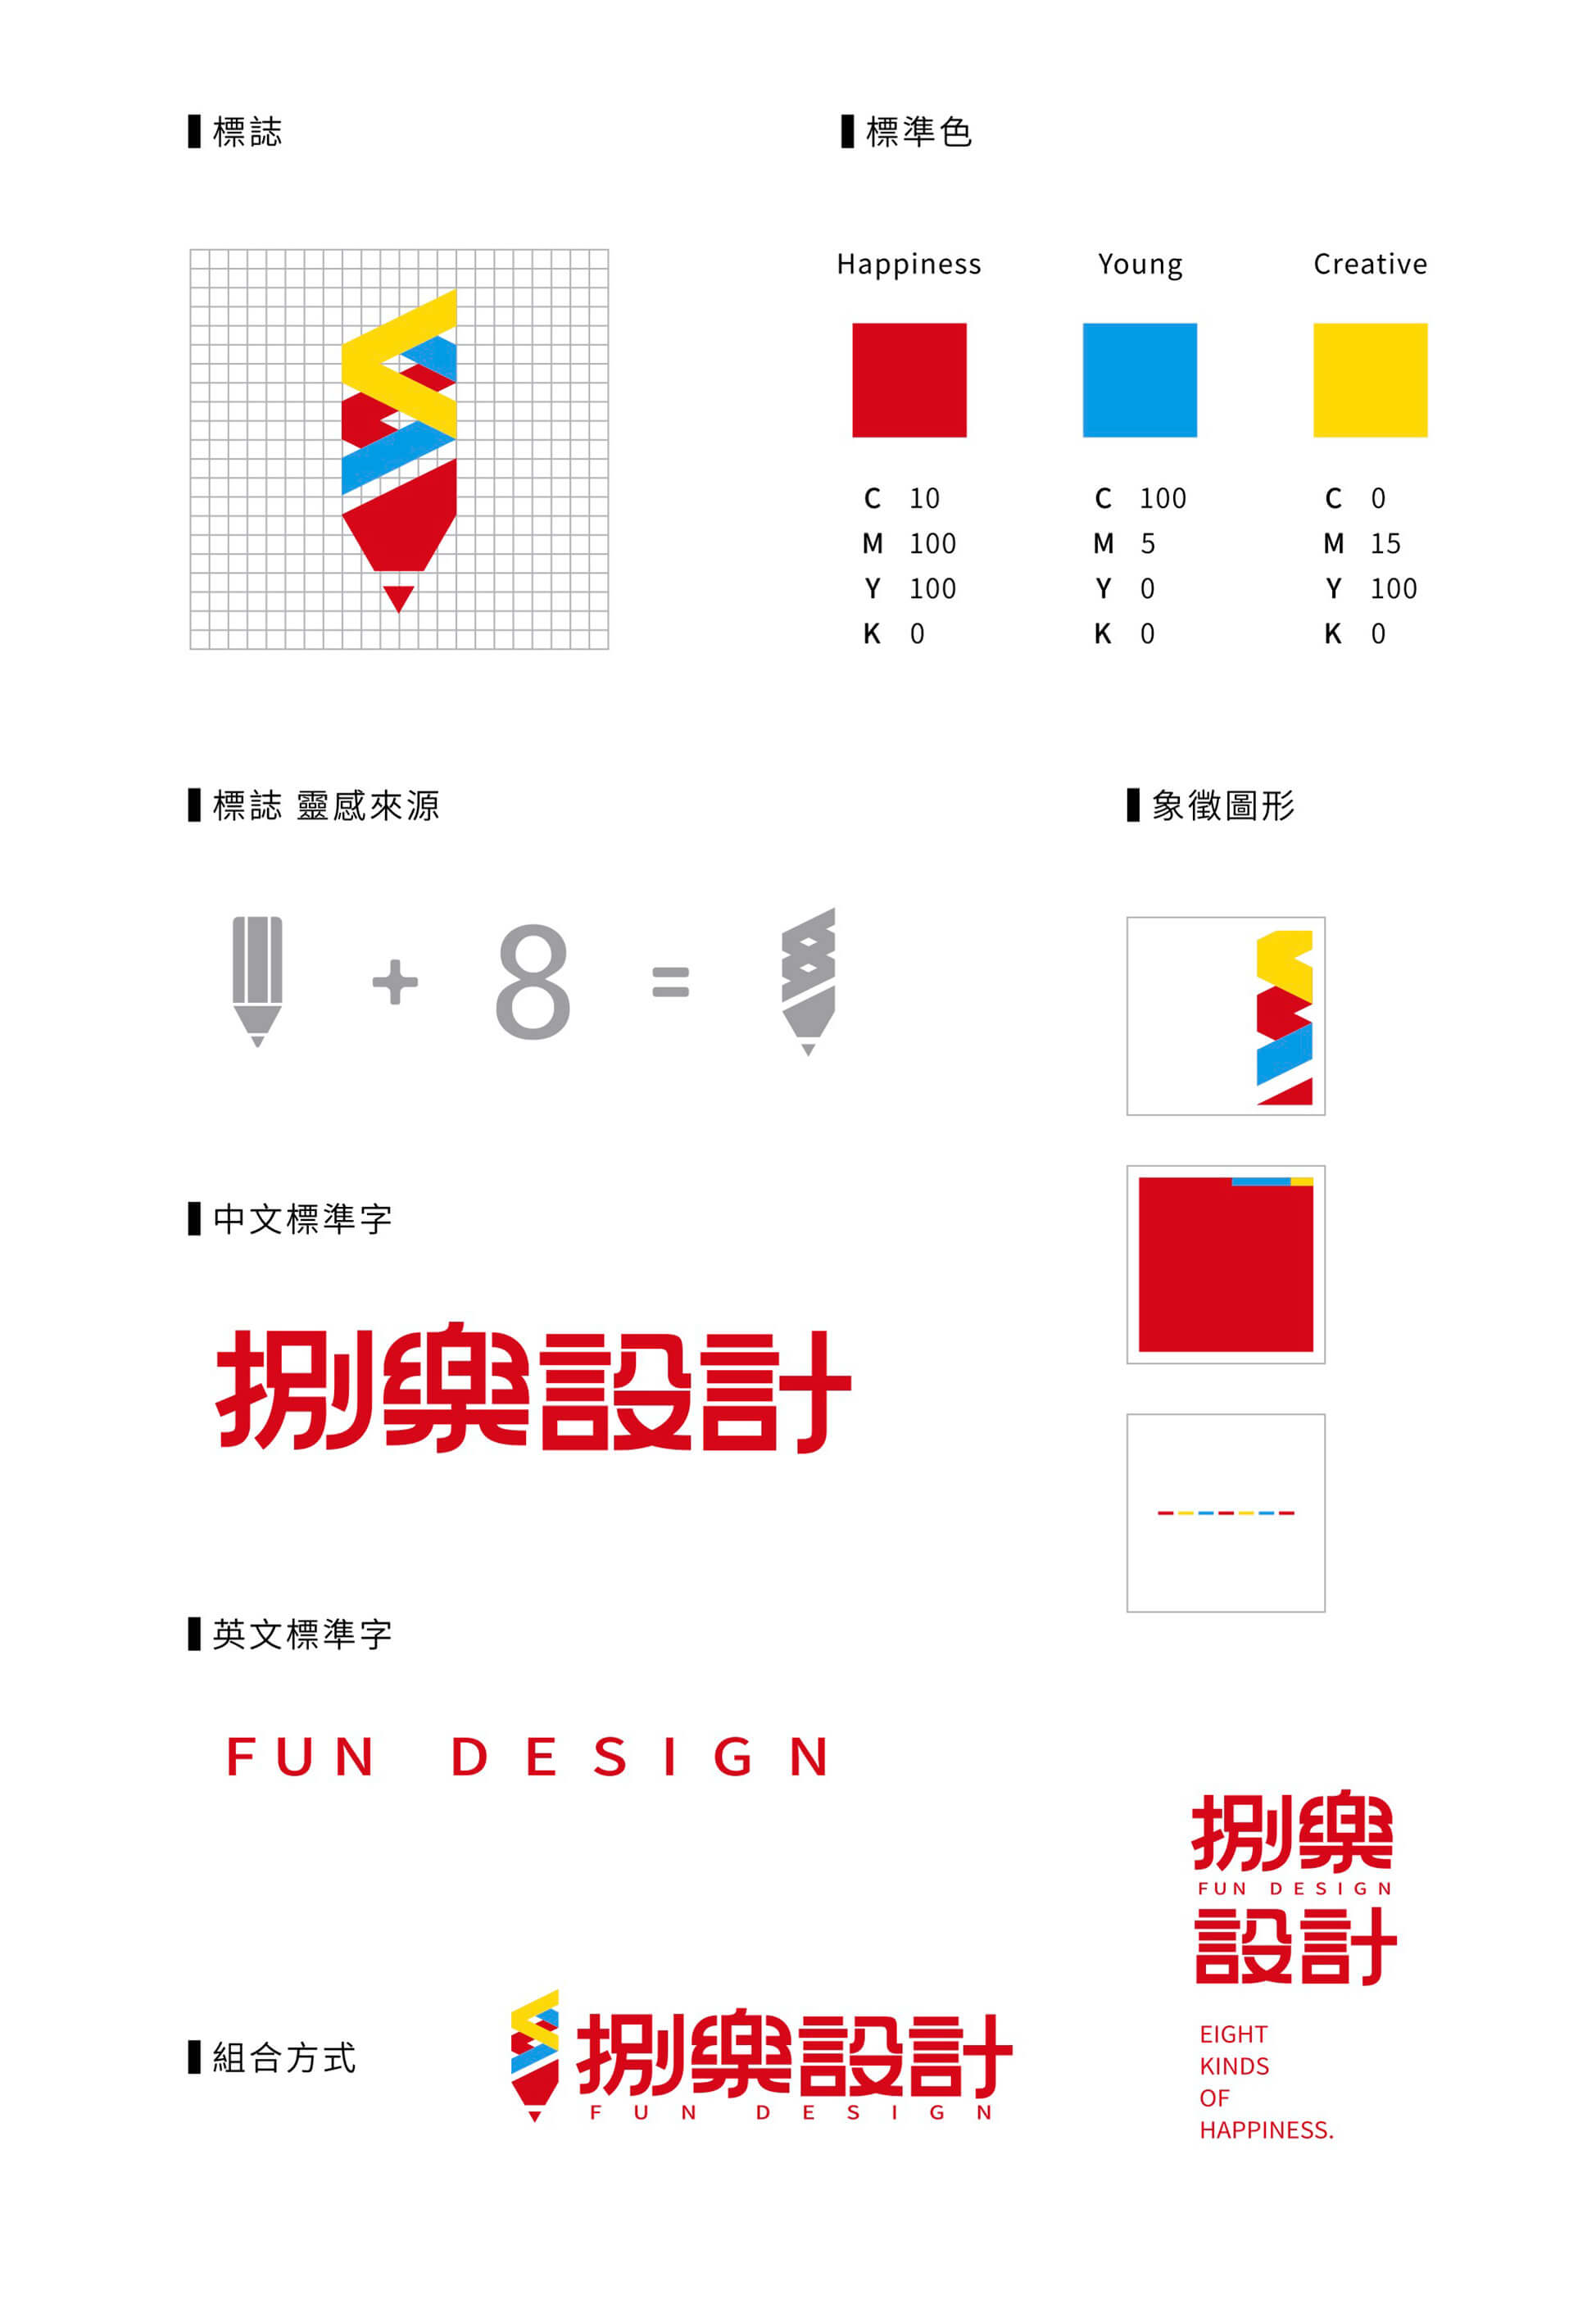 標誌
標準色
Happiness
Young
Creative
C 10
M 100
Y 100
K 0
C 100
M 5
Y 0
K 0
C 0
M 15
Y 100
K 0
標誌 靈感來源
+ 8 =
象徵圖形
中文標準字
捌樂設計
英文標準字
FUN DESIGN
組合方式
捌樂設計
FUN DESIGN
捌樂
FUN DESIGN
設計
EIGHT
KINDS
OF
HAPPINESS.